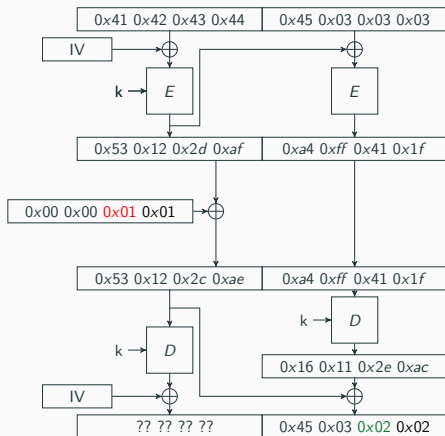 0x41 0x42 0x43 0x44 0x45 0x03 0x03 0x03
IV
k E E
0x53 0x12 0x2d 0xaf 0xa4 0xff 0x41 0x1f
0x00 0x00 0x01 0x01
0x53 0x12 0x2c 0xae 0xa4 0xff 0x41 0x1f
k D
k D
0x16 0x11 0x2e 0xac
IV
?? ?? ?? ?? 0x45 0x03 0x02 0x02